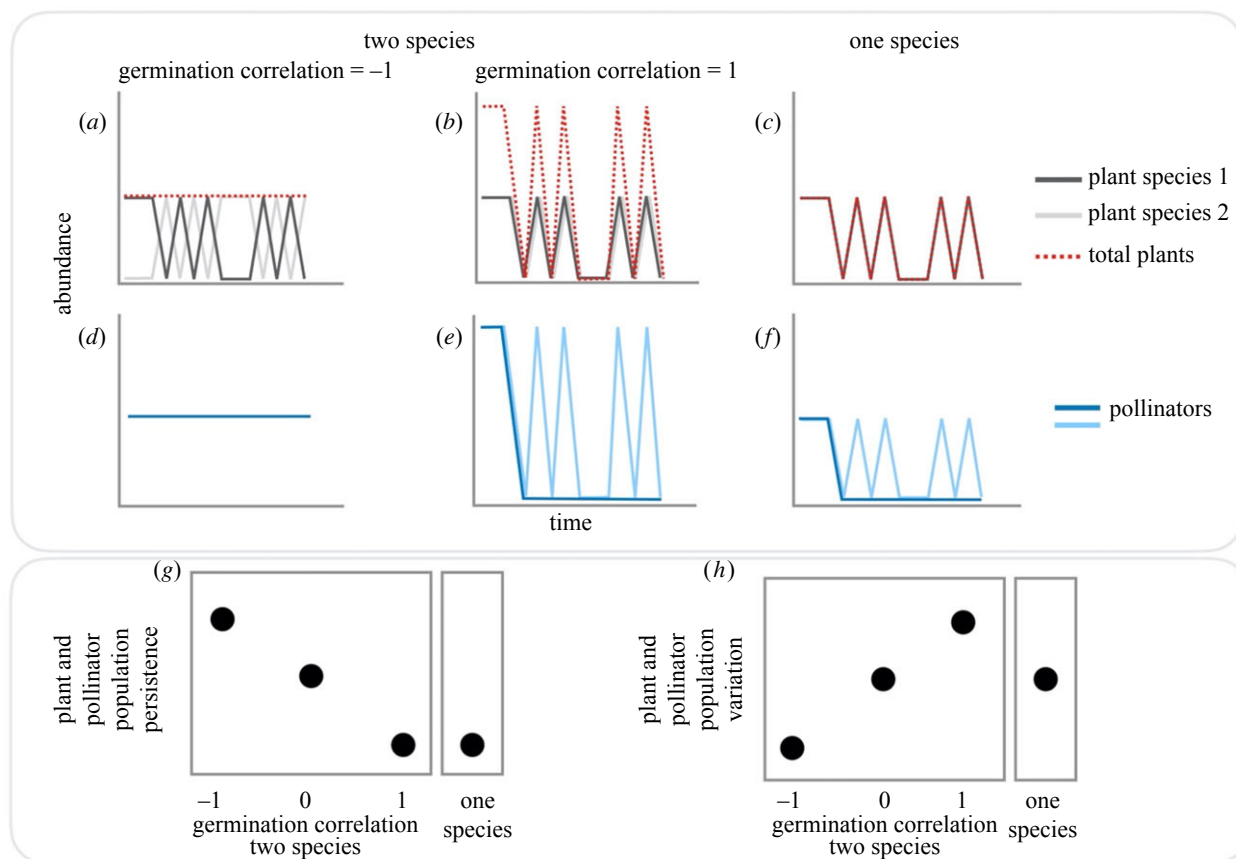 two species
one species
germination correlation = –1
germination correlation = 1
(a)
(b)
(c)
plant species 1
plant species 2
total plants
abundance
(d)
(e)
(f)
pollinators
time
(g)
(h)
plant and
pollinator
population
persistence
–1 0 1
germination correlation
two species
one
species
plant and
pollinator
population
variation
–1 0 1
germination correlation
two species
one
species